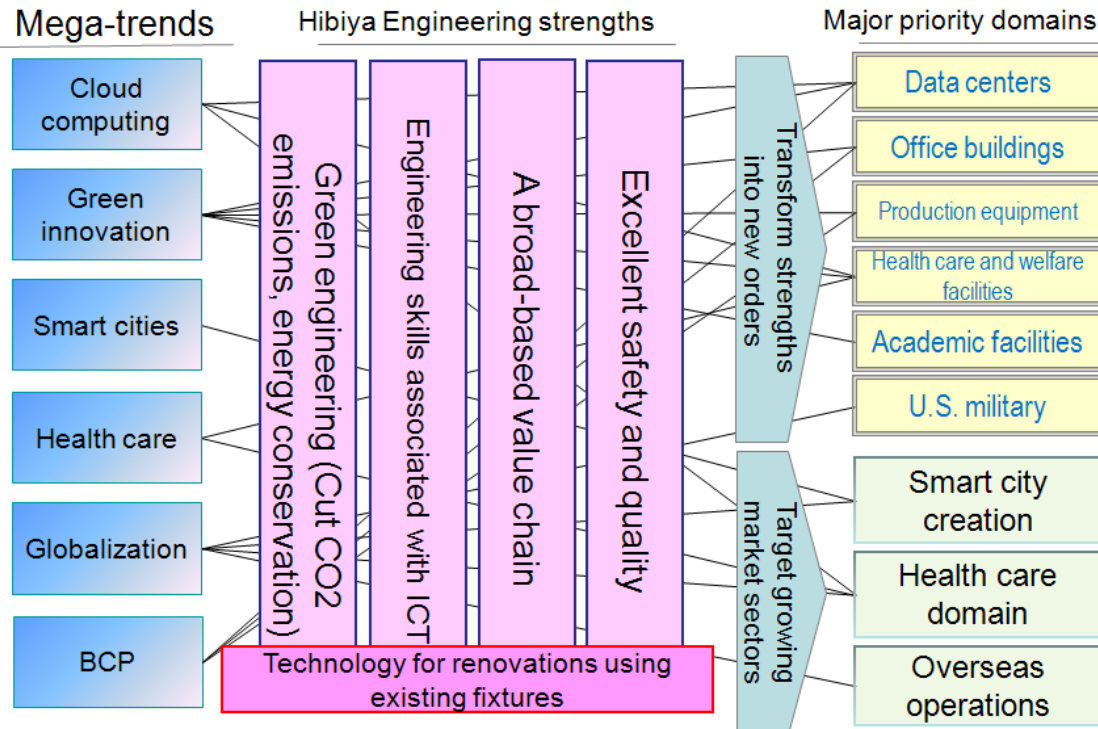 Mega-trends
Hibiya Engineering strengths
Major priority domains
Cloud
computing
Green
innovation
Smart cities
Health care
Globalization
BCP
Green engineering (Cut CO2
emissions, energy conservation)
Engineering skills associated with ICT
A broad-based value chain
Excellent safety and quality
Technology for renovations using
existing fixtures
Transform strengths
into new orders
Target growing
market sectors
Data centers
Office buildings
Production equipment
Health care and welfare
facilities
Academic facilities
U.S. military
Smart city
creation
Health care
domain
Overseas
operations